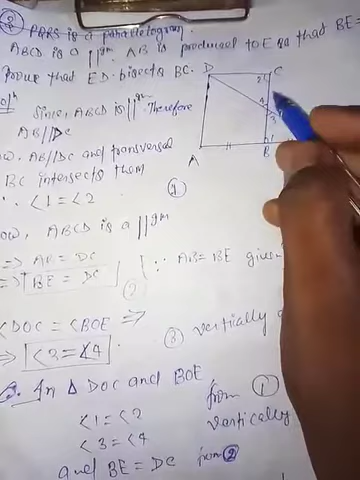 PQRS is a parallelogram.
ABCD is a ||gm. AB is produced to E so that BE=
Prove that ED bisects BC.
Sol^n
Since, ABCD is ||gm. Therefore
AB||DC
AB||DC and transversal
BC intersects them
∴ <1=<2 ①
ABCD is a ||gm
=> AB = DC
=> BE = DC (∵ AB=BE given
②
<DOC = <BOE =>
③ vertically
=> <3=<4
In Δ DOC and BOE
<1=<2 from ①
<3=<4 vertically
and BE=DC from ②
D
C
A
B
2
4
3
1